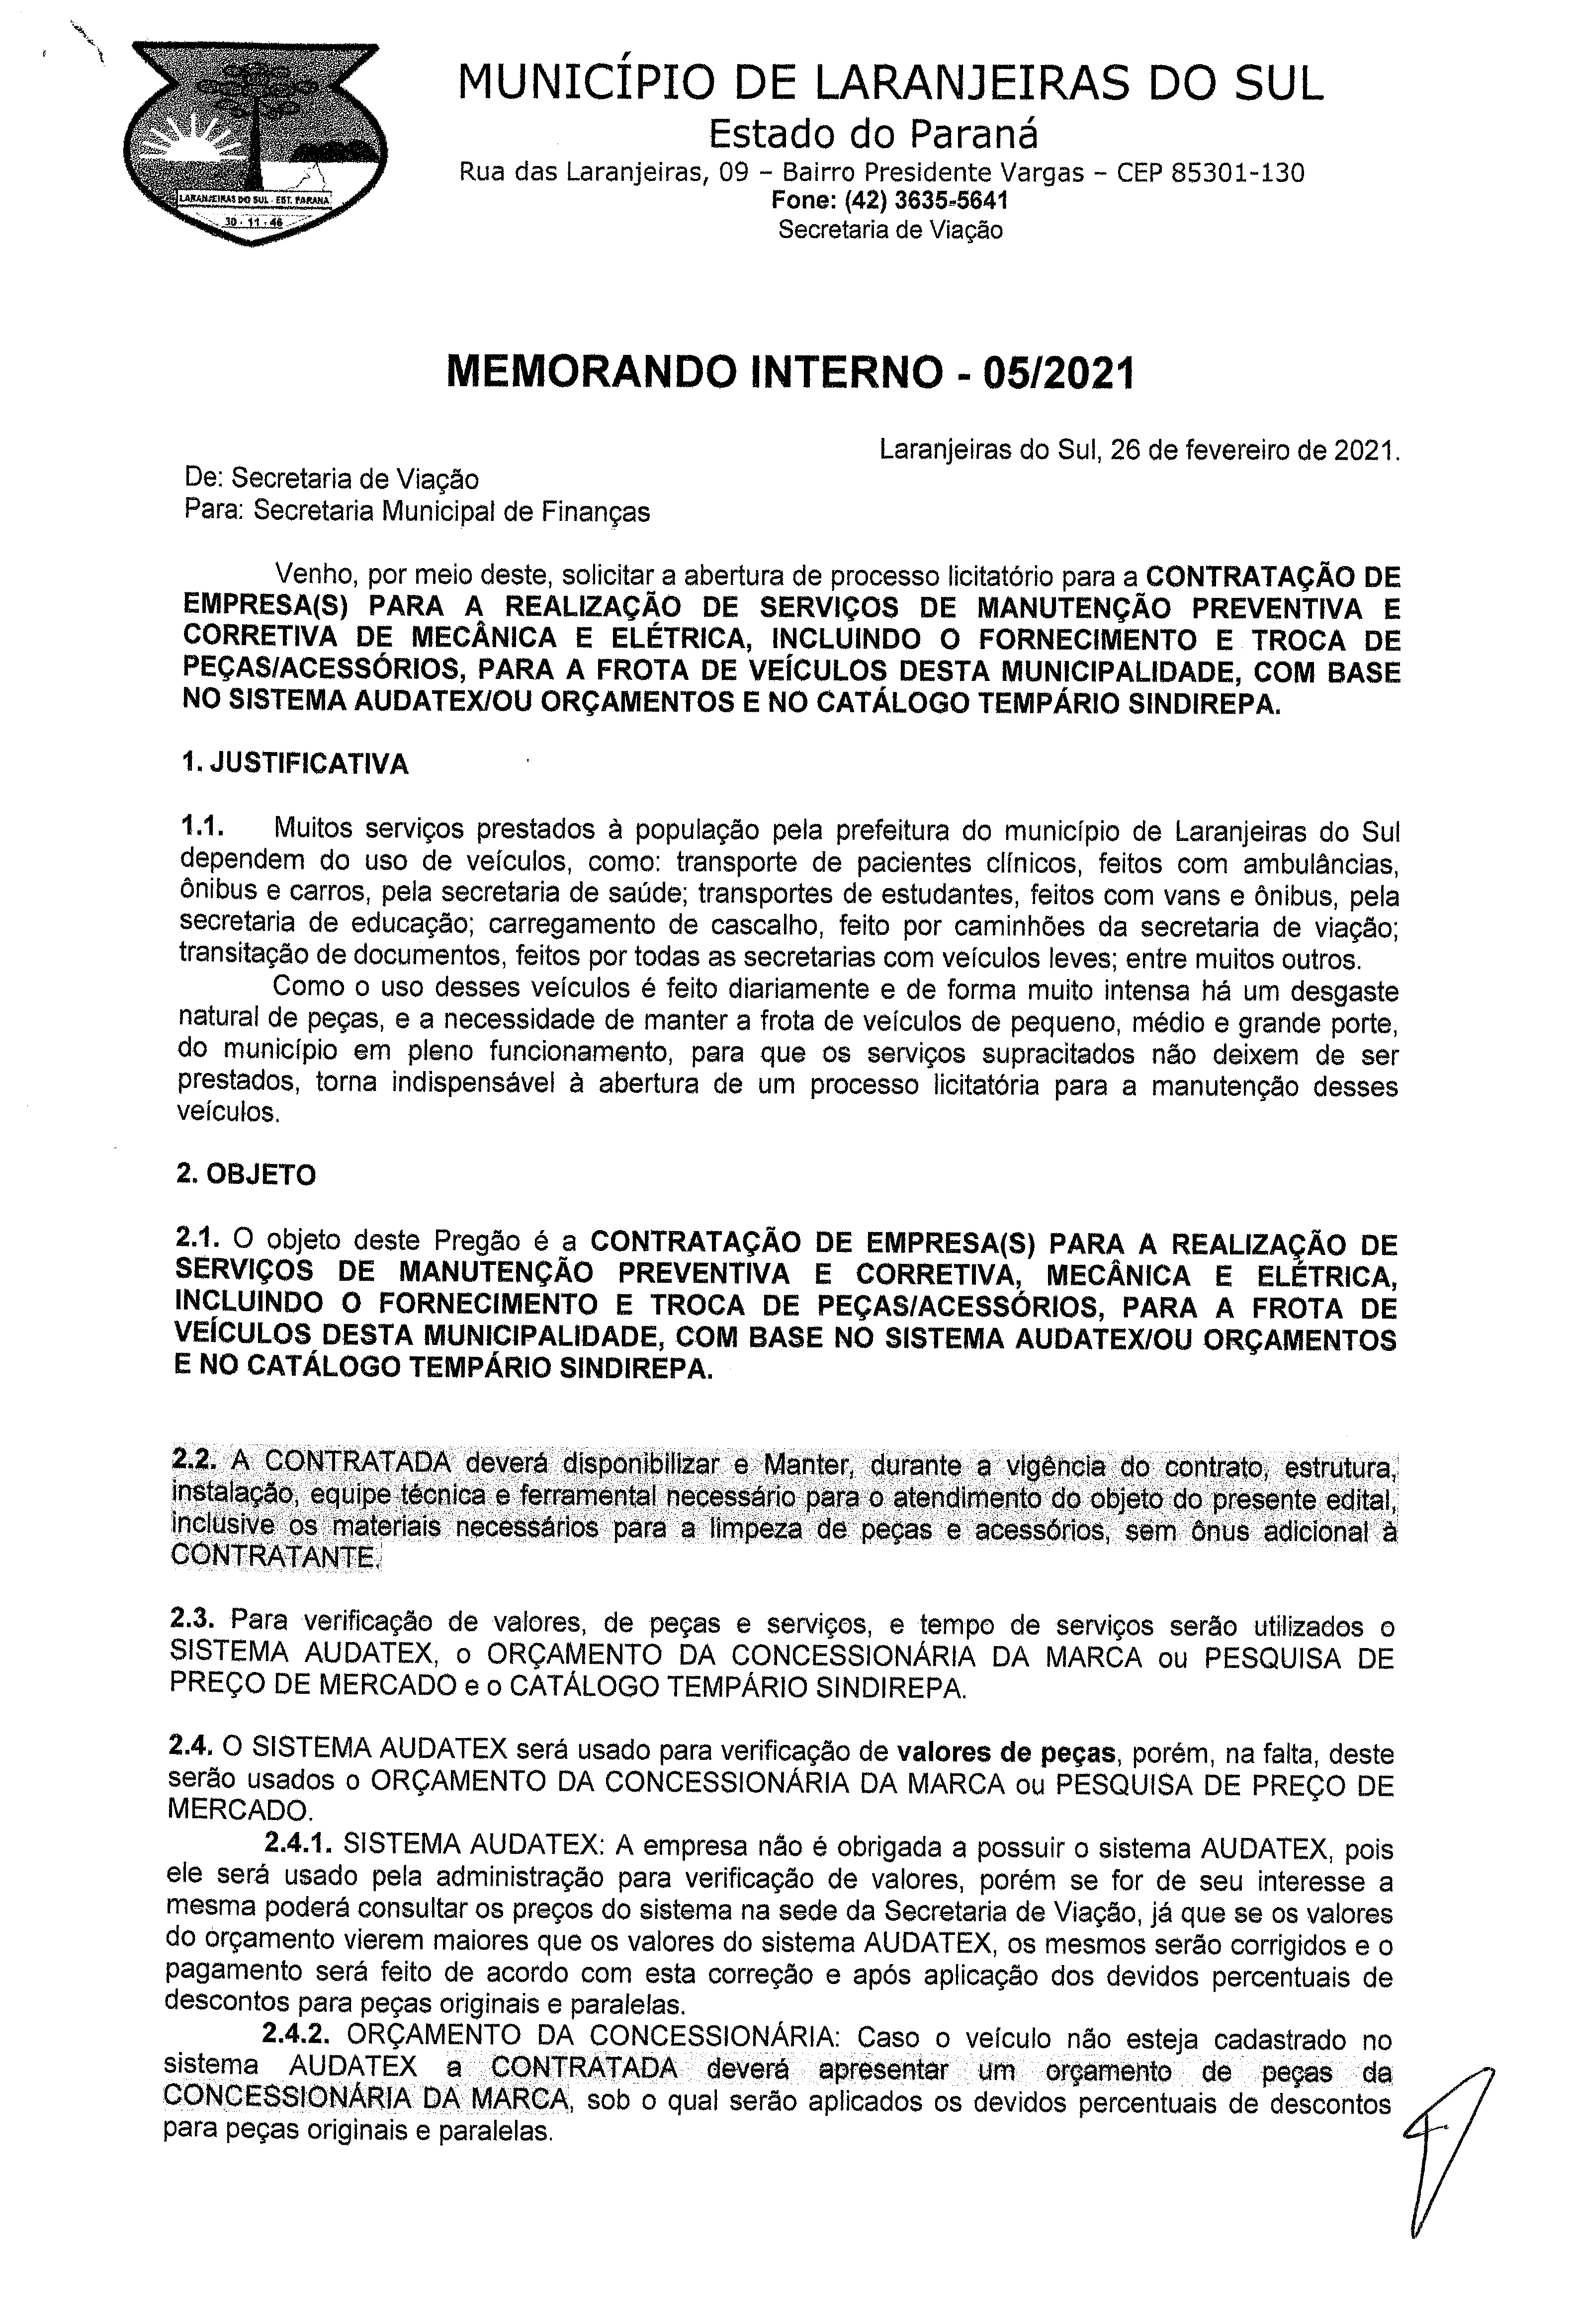 LARANJEIRAS DO SUL - EST. PARANA
30 - 11 - 46
MUNICÍPIO DE LARANJEIRAS DO SUL
Estado do Paraná
Rua das Laranjeiras, 09 – Bairro Presidente Vargas – CEP 85301-130
Fone: (42) 3635-5641
Secretaria de Viação
MEMORANDO INTERNO - 05/2021
Laranjeiras do Sul, 26 de fevereiro de 2021.
De: Secretaria de Viação
Para: Secretaria Municipal de Finanças
Venho, por meio deste, solicitar a abertura de processo licitatório para a CONTRATAÇÃO DE
EMPRESA(S) PARA A REALIZAÇÃO DE SERVIÇOS DE MANUTENÇÃO PREVENTIVA E
CORRETIVA DE MECÂNICA E ELÉTRICA, INCLUINDO O FORNECIMENTO E TROCA DE
PEÇAS/ACESSÓRIOS, PARA A FROTA DE VEÍCULOS DESTA MUNICIPALIDADE, COM BASE
NO SISTEMA AUDATEX/OU ORÇAMENTOS E NO CATÁLOGO TEMPÁRIO SINDIREPA.
1. JUSTIFICATIVA
1.1. Muitos serviços prestados à população pela prefeitura do município de Laranjeiras do Sul
dependem do uso de veículos, como: transporte de pacientes clínicos, feitos com ambulâncias,
ônibus e carros, pela secretaria de saúde; transportes de estudantes, feitos com vans e ônibus, pela
secretaria de educação; carregamento de cascalho, feito por caminhões da secretaria de viação;
transitação de documentos, feitos por todas as secretarias com veículos leves; entre muitos outros.
Como o uso desses veículos é feito diariamente e de forma muito intensa há um desgaste
natural de peças, e a necessidade de manter a frota de veículos de pequeno, médio e grande porte,
do município em pleno funcionamento, para que os serviços supracitados não deixem de ser
prestados, torna indispensável à abertura de um processo licitatória para a manutenção desses
veículos.
2. OBJETO
2.1. O objeto deste Pregão é a CONTRATAÇÃO DE EMPRESA(S) PARA A REALIZAÇÃO DE
SERVIÇOS DE MANUTENÇÃO PREVENTIVA E CORRETIVA, MECÂNICA E ELÉTRICA,
INCLUINDO O FORNECIMENTO E TROCA DE PEÇAS/ACESSÓRIOS, PARA A FROTA DE
VEÍCULOS DESTA MUNICIPALIDADE, COM BASE NO SISTEMA AUDATEX/OU ORÇAMENTOS
E NO CATÁLOGO TEMPÁRIO SINDIREPA.
2.2. A CONTRATADA deverá disponibilizar e Manter, durante a vigência do contrato, estrutura,
instalação, equipe técnica e ferramental necessário para o atendimento do objeto do presente edital,
inclusive os materiais necessários para a limpeza de peças e acessórios, sem ônus adicional à
CONTRATANTE.
2.3. Para verificação de valores, de peças e serviços, e tempo de serviços serão utilizados o
SISTEMA AUDATEX, o ORÇAMENTO DA CONCESSIONÁRIA DA MARCA ou PESQUISA DE
PREÇO DE MERCADO e o CATÁLOGO TEMPÁRIO SINDIREPA.
2.4. O SISTEMA AUDATEX será usado para verificação de valores de peças, porém, na falta, deste
serão usados o ORÇAMENTO DA CONCESSIONÁRIA DA MARCA ou PESQUISA DE PREÇO DE
MERCADO.
2.4.1. SISTEMA AUDATEX: A empresa não é obrigada a possuir o sistema AUDATEX, pois
ele será usado pela administração para verificação de valores, porém se for de seu interesse a
mesma poderá consultar os preços do sistema na sede da Secretaria de Viação, já que se os valores
do orçamento vierem maiores que os valores do sistema AUDATEX, os mesmos serão corrigidos e o
pagamento será feito de acordo com esta correção e após aplicação dos devidos percentuais de
descontos para peças originais e paralelas.
2.4.2. ORÇAMENTO DA CONCESSIONÁRIA: Caso o veículo não esteja cadastrado no
sistema AUDATEX a CONTRATADA deverá apresentar um orçamento de peças da
CONCESSIONÁRIA DA MARCA, sob o qual serão aplicados os devidos percentuais de descontos
para peças originais e paralelas.